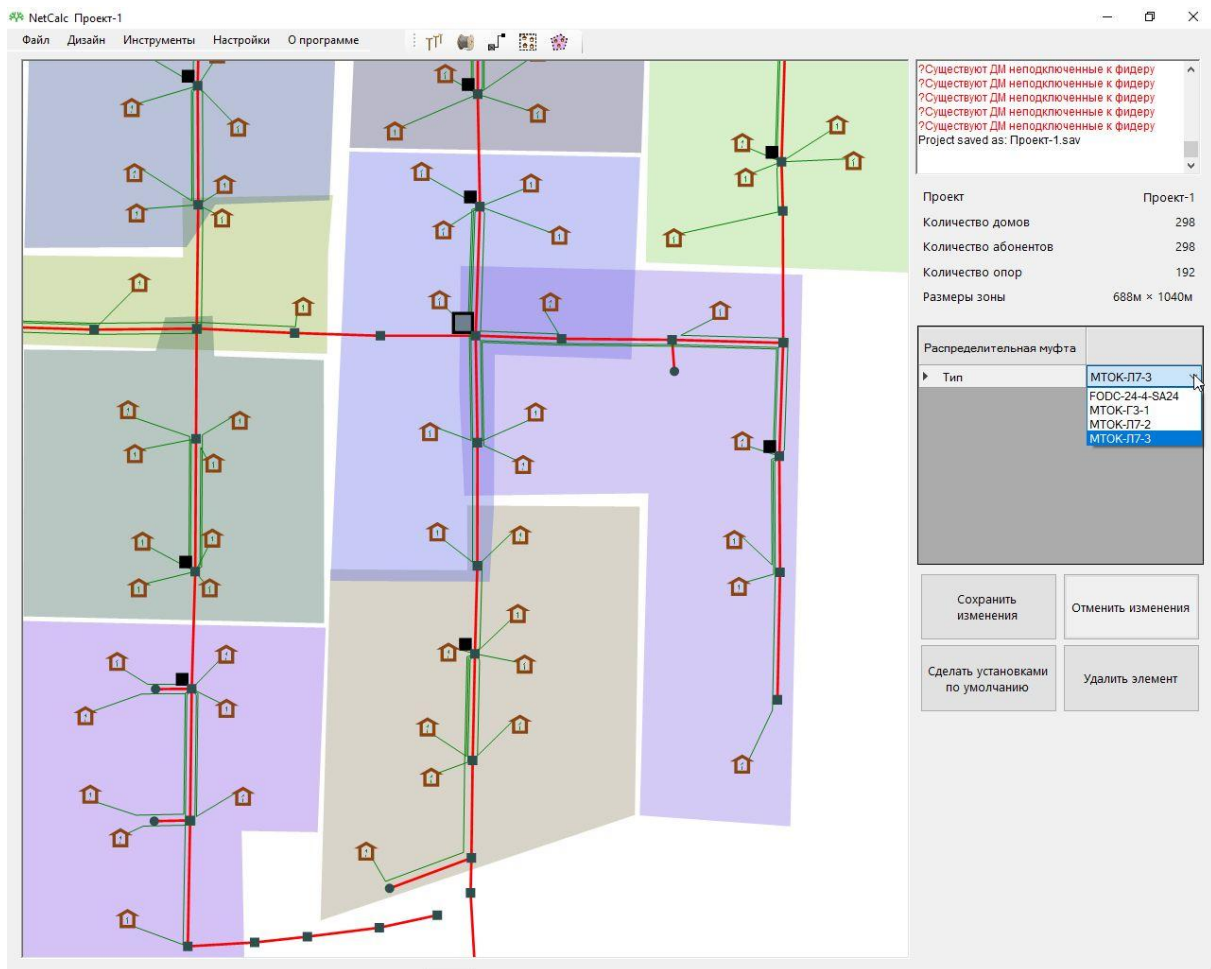 NetCalc Проект-1
Файл Дизайн Инструменты Настройки О программе
?Существуют ДМ неподключенные к фидеру
?Существуют ДМ неподключенные к фидеру
?Существуют ДМ неподключенные к фидеру
?Существуют ДМ неподключенные к фидеру
?Существуют ДМ неподключенные к фидеру
Project saved as: Проект-1.sav
Проект Проект-1
Количество домов 298
Количество абонентов 298
Количество опор 192
Размеры зоны 688м × 1040м
Распределительная муфта
Тип МТОК-Л7-3
FODC-24-4-SA24
МТОК-Г3-1
МТОК-Л7-2
МТОК-Л7-3
Сохранить
изменения
Отменить изменения
Сделать установками
по умолчанию
Удалить элемент